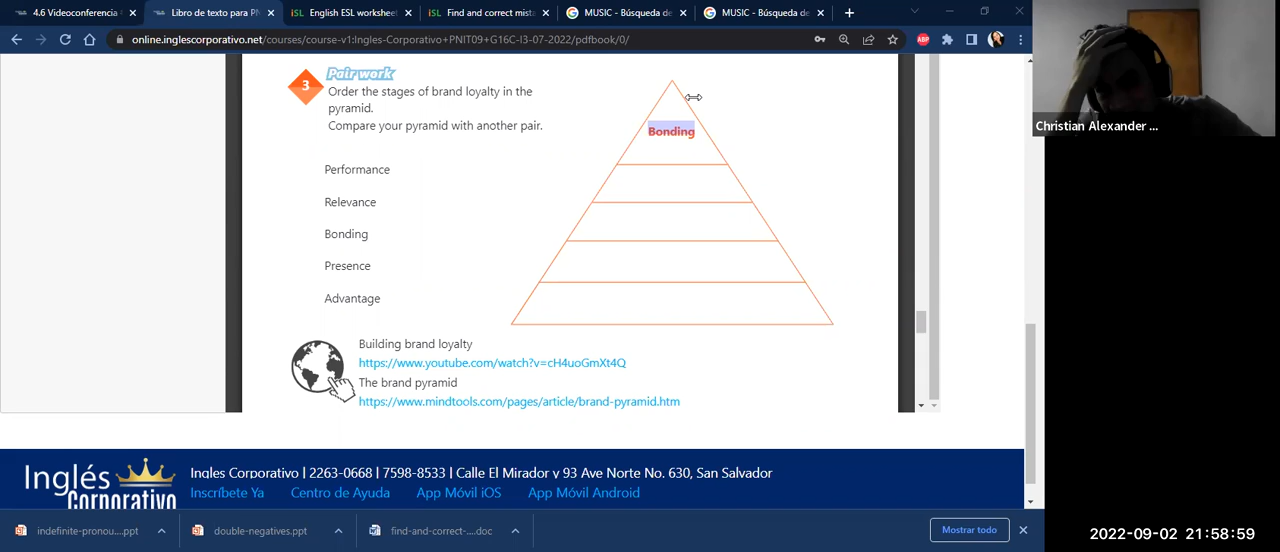 4.6 Videoconferencia
Libro de texto para PN
English ESL worksheet
Find and correct mista
MUSIC - Búsqueda de
MUSIC - Búsqueda de
online.inglescorporativo.net/courses/course-v1:Ingles-Corporativo+PNIT09+G16C-I3-07-2022/pdfbook/0/
ABP
3
Pair work
Order the stages of brand loyalty in the
pyramid.
Compare your pyramid with another pair.
Bonding
Performance
Relevance
Bonding
Presence
Advantage
Building brand loyalty
https://www.youtube.com/watch?v=cH4uoGmXt4Q
The brand pyramid
https://www.mindtools.com/pages/article/brand-pyramid.htm
Christian Alexander ...
Inglés
Corporativo
Ingles Corporativo | 2263-0668 | 7598-8533 | Calle El Mirador y 93 Ave Norte No. 630, San Salvador
Inscríbete Ya
Centro de Ayuda
App Móvil iOS
App Móvil Android
indefinite-pronou....ppt
double-negatives.ppt
find-and-correct-....doc
Mostrar todo
2022-09-02 21:58:59